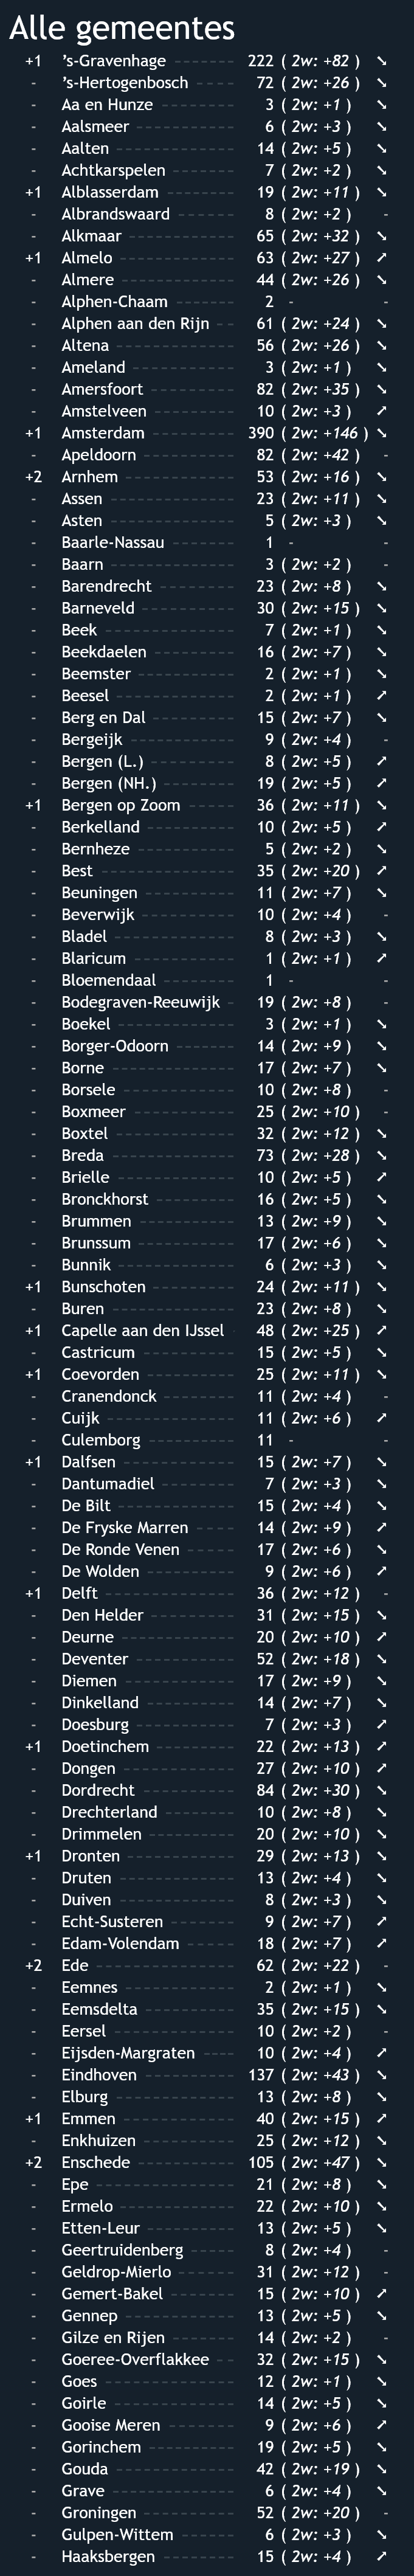 Alle gemeentes
+1 's-Gravenhage 222 ( 2w: +82 ) ➘
- 's-Hertogenbosch 72 ( 2w: +26 ) ➘
- Aa en Hunze 3 ( 2w: +1 ) ➘
- Aalsmeer 6 ( 2w: +3 ) ➘
- Aalten 14 ( 2w: +5 ) ➘
- Achtkarspelen 7 ( 2w: +2 ) ➘
+1 Alblasserdam 19 ( 2w: +11 ) ➘
- Albrandswaard 8 ( 2w: +2 ) -
- Alkmaar 65 ( 2w: +32 ) ➘
+1 Almelo 63 ( 2w: +27 ) ➚
- Almere 44 ( 2w: +26 ) ➘
- Alphen-Chaam 2 - -
- Alphen aan den Rijn 61 ( 2w: +24 ) ➘
- Altena 56 ( 2w: +26 ) ➘
- Ameland 3 ( 2w: +1 ) ➘
- Amersfoort 82 ( 2w: +35 ) ➘
- Amstelveen 10 ( 2w: +3 ) ➚
+1 Amsterdam 390 ( 2w: +146 ) ➘
- Apeldoorn 82 ( 2w: +42 ) -
+2 Arnhem 53 ( 2w: +16 ) ➘
- Assen 23 ( 2w: +11 ) ➘
- Asten 5 ( 2w: +3 ) ➘
- Baarle-Nassau 1 - -
- Baarn 3 ( 2w: +2 ) -
- Barendrecht 23 ( 2w: +8 ) ➘
- Barneveld 30 ( 2w: +15 ) ➘
- Beek 7 ( 2w: +1 ) ➘
- Beekdaelen 16 ( 2w: +7 ) ➘
- Beemster 2 ( 2w: +1 ) ➘
- Beesel 2 ( 2w: +1 ) ➚
- Berg en Dal 15 ( 2w: +7 ) ➘
- Bergeijk 9 ( 2w: +4 ) -
- Bergen (L.) 8 ( 2w: +5 ) ➚
- Bergen (NH.) 19 ( 2w: +5 ) ➚
+1 Bergen op Zoom 36 ( 2w: +11 ) ➘
- Berkelland 10 ( 2w: +5 ) ➚
- Bernheze 5 ( 2w: +2 ) ➘
- Best 35 ( 2w: +20 ) ➚
- Beuningen 11 ( 2w: +7 ) ➘
- Beverwijk 10 ( 2w: +4 ) -
- Bladel 8 ( 2w: +3 ) ➘
- Blaricum 1 ( 2w: +1 ) ➚
- Bloemendaal 1 - -
- Bodegraven-Reeuwijk 19 ( 2w: +8 ) -
- Boekel 3 ( 2w: +1 ) ➘
- Borger-Odoorn 14 ( 2w: +9 ) ➘
- Borne 17 ( 2w: +7 ) ➘
- Borsele 10 ( 2w: +8 ) -
- Boxmeer 25 ( 2w: +10 ) -
- Boxtel 32 ( 2w: +12 ) ➘
- Breda 73 ( 2w: +28 ) ➘
- Brielle 10 ( 2w: +5 ) ➚
- Bronckhorst 16 ( 2w: +5 ) ➘
- Brummen 13 ( 2w: +9 ) ➘
- Brunssum 17 ( 2w: +6 ) ➘
- Bunnik 6 ( 2w: +3 ) ➘
+1 Bunschoten 24 ( 2w: +11 ) ➘
- Buren 23 ( 2w: +8 ) ➘
+1 Capelle aan den IJssel 48 ( 2w: +25 ) ➚
- Castricum 15 ( 2w: +5 ) ➘
+1 Coevorden 25 ( 2w: +11 ) ➘
- Cranendonck 11 ( 2w: +4 ) -
- Cuijk 11 ( 2w: +6 ) ➚
- Culemborg 11 - -
+1 Dalfsen 15 ( 2w: +7 ) ➘
- Dantumadiel 7 ( 2w: +3 ) ➘
- De Bilt 15 ( 2w: +4 ) ➘
- De Fryske Marren 14 ( 2w: +9 ) ➚
- De Ronde Venen 17 ( 2w: +6 ) ➘
- De Wolden 9 ( 2w: +6 ) ➚
+1 Delft 36 ( 2w: +12 ) -
- Den Helder 31 ( 2w: +15 ) ➘
- Deurne 20 ( 2w: +10 ) ➚
- Deventer 52 ( 2w: +18 ) ➘
- Diemen 17 ( 2w: +9 ) ➘
- Dinkelland 14 ( 2w: +7 ) ➘
- Doesburg 7 ( 2w: +3 ) ➚
+1 Doetinchem 22 ( 2w: +13 ) ➚
- Dongen 27 ( 2w: +10 ) ➚
- Dordrecht 84 ( 2w: +30 ) ➘
- Drechterland 10 ( 2w: +8 ) ➘
- Drimmelen 20 ( 2w: +10 ) ➘
+1 Dronten 29 ( 2w: +13 ) ➘
- Druten 13 ( 2w: +4 ) ➘
- Duiven 8 ( 2w: +3 ) ➘
- Echt-Susteren 9 ( 2w: +7 ) ➚
- Edam-Volendam 18 ( 2w: +7 ) ➚
+2 Ede 62 ( 2w: +22 ) -
- Eemnes 2 ( 2w: +1 ) ➘
- Eemsdelta 35 ( 2w: +15 ) ➘
- Eersel 10 ( 2w: +2 ) -
- Eijsden-Margraten 10 ( 2w: +4 ) ➚
- Eindhoven 137 ( 2w: +43 ) ➘
- Elburg 13 ( 2w: +8 ) ➘
+1 Emmen 40 ( 2w: +15 ) ➚
- Enkhuizen 25 ( 2w: +12 ) ➘
+2 Enschede 105 ( 2w: +47 ) ➘
- Epe 21 ( 2w: +8 ) ➘
- Ermelo 22 ( 2w: +10 ) ➘
- Etten-Leur 13 ( 2w: +5 ) ➘
- Geertruidenberg 8 ( 2w: +4 ) -
- Geldrop-Mierlo 31 ( 2w: +12 ) -
- Gemert-Bakel 15 ( 2w: +10 ) ➚
- Gennep 13 ( 2w: +5 ) ➘
- Gilze en Rijen 14 ( 2w: +2 ) -
- Goeree-Overflakkee 32 ( 2w: +15 ) ➘
- Goes 12 ( 2w: +1 ) ➘
- Goirle 14 ( 2w: +5 ) ➘
- Gooise Meren 9 ( 2w: +6 ) ➚
- Gorinchem 19 ( 2w: +5 ) ➘
- Gouda 42 ( 2w: +19 ) ➘
- Grave 6 ( 2w: +4 ) ➘
- Groningen 52 ( 2w: +20 ) -
- Gulpen-Wittem 6 ( 2w: +3 ) ➘
- Haaksbergen 15 ( 2w: +4 ) ➚